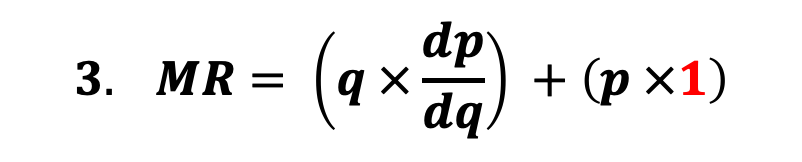 3. MR = (q × dp/dq) + (p ×1)